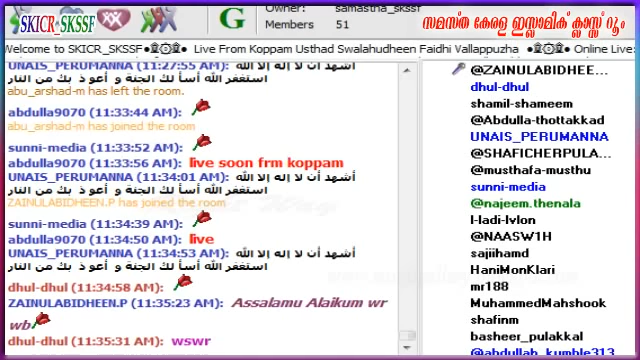 SKICR_SKSSF
G
Owner: samastha_skssf
Members 51
സമസ്ത കേരള ഇസ്ലാമിക് ക്ലാസ്സ് റൂം
Welcome to SKICR_SKSSF● ۩۞۩● Live From Koppam Usthad Swalahudheen Faidhi Vallappuzha ●۩۞۩● Online Live:
UNAIS_PERUMANNA (11:27:55 AM): أشهد أن لا إله إلا الله
استغفر الله أسألك الجنة و أعوذ بك من النار
abu_arshad-m has left the room.
abdulla9070 (11:33:44 AM):
abu_arshad-m has joined the room
sunni-media (11:33:52 AM):
abdulla9070 (11:33:56 AM): live soon frm koppam
UNAIS_PERUMANNA (11:34:01 AM): أشهد أن لا إله إلا الله
استغفر الله أسألك الجنة و أعوذ بك من النار
ZAINULABIDHEEN.P has joined the room
sunni-media (11:34:39 AM):
abdulla9070 (11:34:50 AM): live
UNAIS_PERUMANNA (11:34:53 AM): أشهد أن لا إله إلا الله
استغفر الله أسألك الجنة و أعوذ بك من النار
dhul-dhul (11:34:58 AM):
ZAINULABIDHEEN.P (11:35:23 AM): Assalamu Alaikum wr
wb
dhul-dhul (11:35:31 AM): wswr
@ZAINULABIDHEE...
dhul-dhul
shamil-shameem
@Abdulla-thottakkad
UNAIS_PERUMANNA
@SHAFICHERPULA...
@musthafa-musthu
sunni-media
@najeem.thenala
I-ladi-Ivlon
@NAASW1H
sajiihamd
HaniMonKlari
mr188
MuhammedMahshook
shafinm
basheer_pulakkal
@abdullah_kumble313